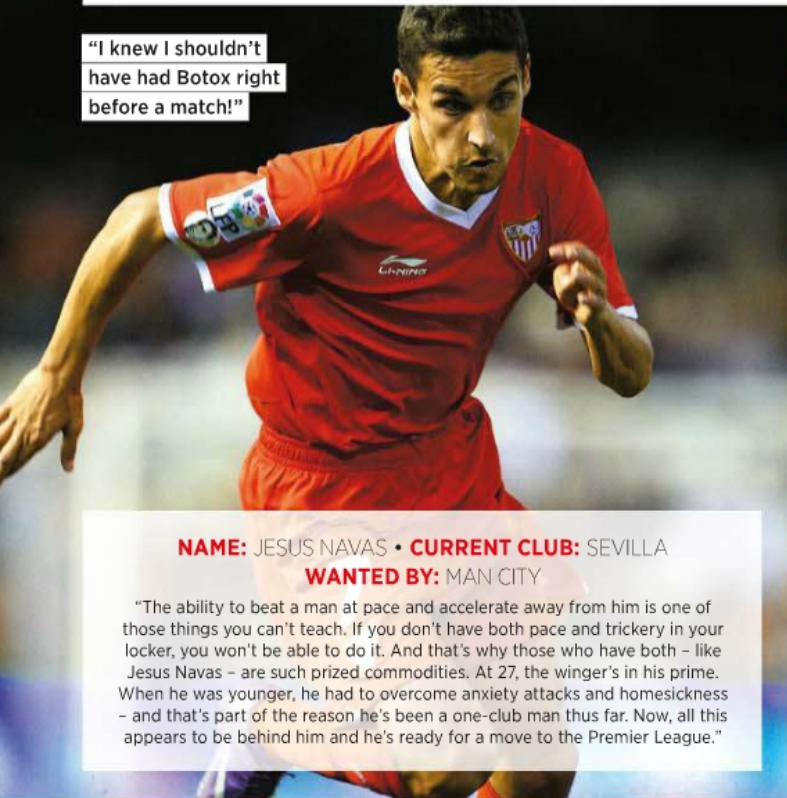 “I knew I shouldn’t
have had Botox right
before a match!”
LFP
LI-NING
NAME: JESUS NAVAS • CURRENT CLUB: SEVILLA
WANTED BY: MAN CITY
“The ability to beat a man at pace and accelerate away from him is one of
those things you can’t teach. If you don’t have both pace and trickery in your
locker, you won’t be able to do it. And that’s why those who have both – like
Jesus Navas – are such prized commodities. At 27, the winger’s in his prime.
When he was younger, he had to overcome anxiety attacks and homesickness
– and that’s part of the reason he’s been a one-club man thus far. Now, all this
appears to be behind him and he’s ready for a move to the Premier League.”